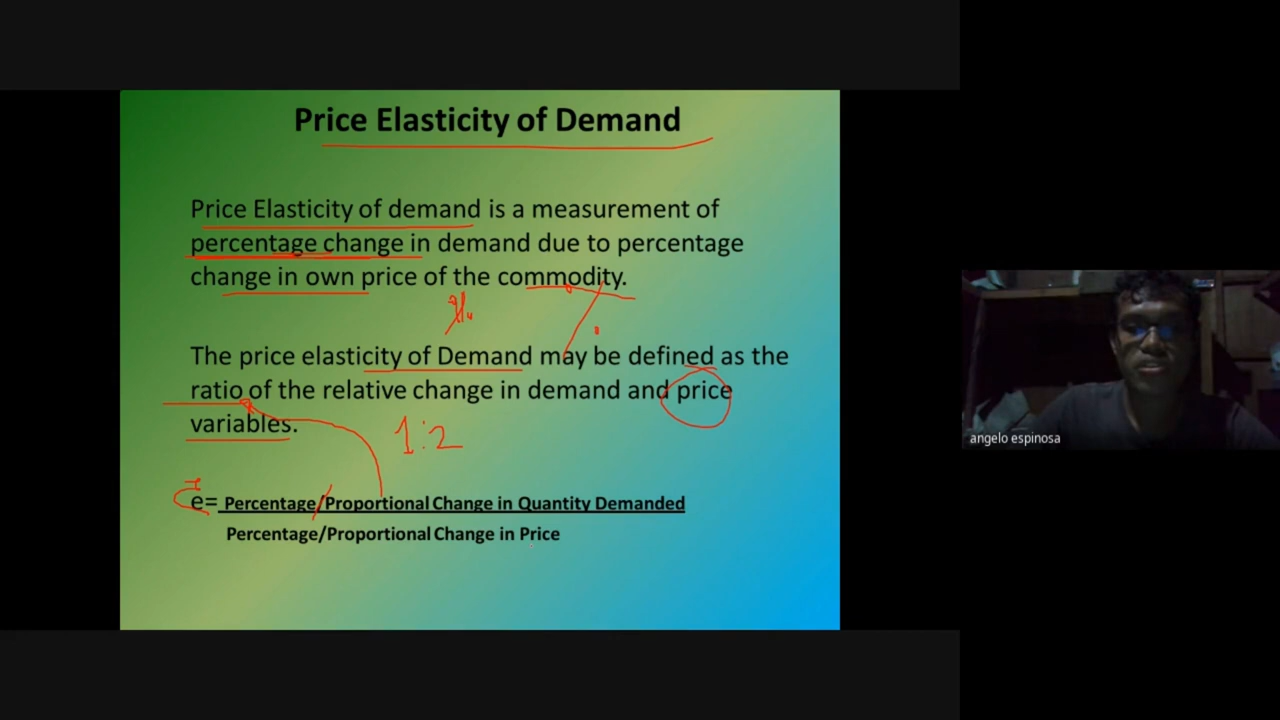 Price Elasticity of Demand
Price Elasticity of demand is a measurement of
percentage change in demand due to percentage
change in own price of the commodity.
%
The price elasticity of Demand may be defined as the
ratio of the relative change in demand and price
variables.
1:2
e= Percentage/Proportional Change in Quantity Demanded
Percentage/Proportional Change in Price
angelo espinosa